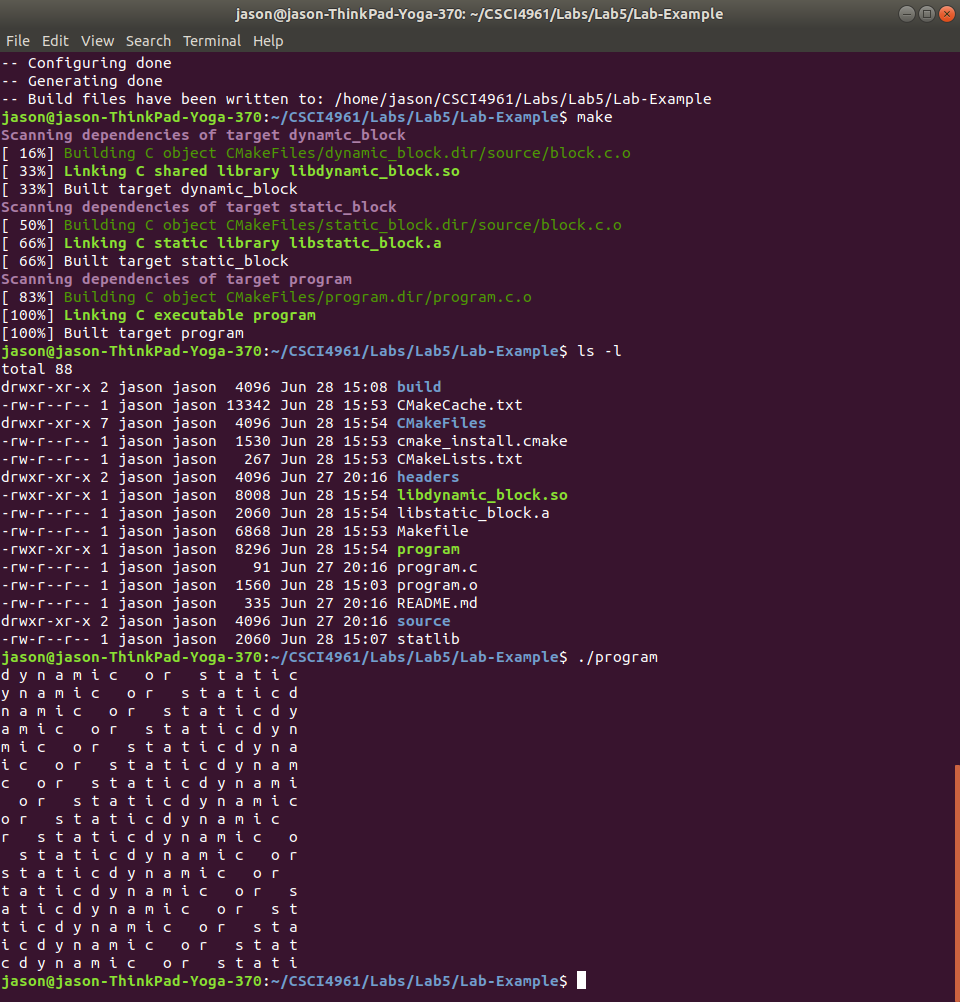 jason@jason-ThinkPad-Yoga-370: ~/CSCI4961/Labs/Lab5/Lab-Example
File Edit View Search Terminal Help
-- Configuring done
-- Generating done
-- Build files have been written to: /home/jason/CSCI4961/Labs/Lab5/Lab-Example
jason@jason-ThinkPad-Yoga-370:~/CSCI4961/Labs/Lab5/Lab-Example$ make
Scanning dependencies of target dynamic_block
[ 16%] Building C object CMakeFiles/dynamic_block.dir/source/block.c.o
[ 33%] Linking C shared library libdynamic_block.so
[ 33%] Built target dynamic_block
Scanning dependencies of target static_block
[ 50%] Building C object CMakeFiles/static_block.dir/source/block.c.o
[ 66%] Linking C static library libstatic_block.a
[ 66%] Built target static_block
Scanning dependencies of target program
[ 83%] Building C object CMakeFiles/program.dir/program.c.o
[100%] Linking C executable program
[100%] Built target program
jason@jason-ThinkPad-Yoga-370:~/CSCI4961/Labs/Lab5/Lab-Example$ ls -l
total 88
drwxr-xr-x 2 jason jason  4096 Jun 28 15:08 build
-rw-r--r-- 1 jason jason 13342 Jun 28 15:53 CMakeCache.txt
drwxr-xr-x 7 jason jason  4096 Jun 28 15:54 CMakeFiles
-rw-r--r-- 1 jason jason  1530 Jun 28 15:53 cmake_install.cmake
-rw-r--r-- 1 jason jason   267 Jun 28 15:53 CMakeLists.txt
drwxr-xr-x 2 jason jason  4096 Jun 27 20:16 headers
-rwxr-xr-x 1 jason jason  8008 Jun 28 15:54 libdynamic_block.so
-rw-r--r-- 1 jason jason  2060 Jun 28 15:54 libstatic_block.a
-rw-r--r-- 1 jason jason  6868 Jun 28 15:53 Makefile
-rwxr-xr-x 1 jason jason  8296 Jun 28 15:54 program
-rw-r--r-- 1 jason jason    91 Jun 27 20:16 program.c
-rw-r--r-- 1 jason jason  1560 Jun 28 15:03 program.o
-rw-r--r-- 1 jason jason   335 Jun 27 20:16 README.md
drwxr-xr-x 2 jason jason  4096 Jun 27 20:16 source
-rw-r--r-- 1 jason jason  2060 Jun 28 15:07 statlib
jason@jason-ThinkPad-Yoga-370:~/CSCI4961/Labs/Lab5/Lab-Example$ ./program
d y n a m i c   o r   s t a t i c
y n a m i c   o r   s t a t i c d
n a m i c   o r   s t a t i c d y
a m i c   o r   s t a t i c d y n
m i c   o r   s t a t i c d y n a
i c   o r   s t a t i c d y n a m
c   o r   s t a t i c d y n a m i
  o r   s t a t i c d y n a m i c
o r   s t a t i c d y n a m i c
r   s t a t i c d y n a m i c   o
  s t a t i c d y n a m i c   o r
s t a t i c d y n a m i c   o r
t a t i c d y n a m i c   o r   s
a t i c d y n a m i c   o r   s t
t i c d y n a m i c   o r   s t a
i c d y n a m i c   o r   s t a t
c d y n a m i c   o r   s t a t i
jason@jason-ThinkPad-Yoga-370:~/CSCI4961/Labs/Lab5/Lab-Example$